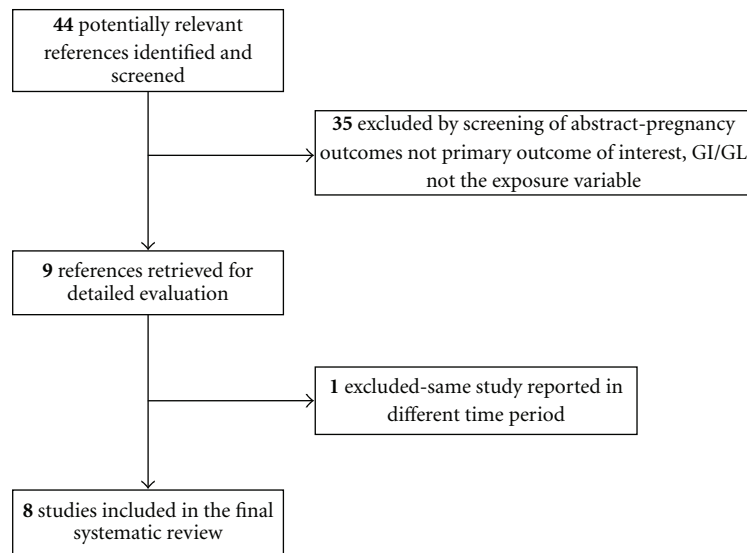 44 potentially relevant
references identified and
screened
35 excluded by screening of abstract-pregnancy
outcomes not primary outcome of interest, GI/GL
not the exposure variable
9 references retrieved for
detailed evaluation
1 excluded-same study reported in
different time period
8 studies included in the final
systematic review